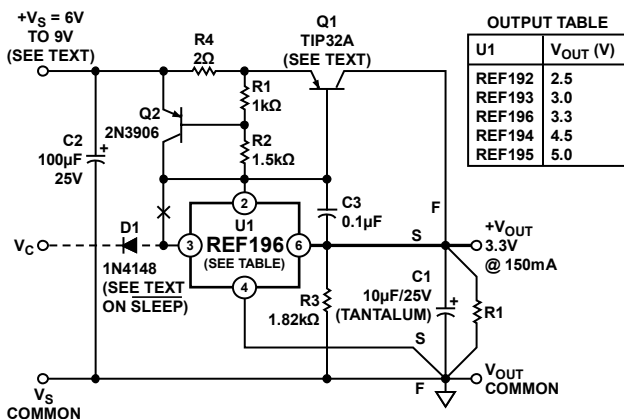 +VS = 6V
TO 9V
(SEE TEXT)
R4
2Ω
Q1
TIP32A
(SEE TEXT)
OUTPUT TABLE
U1 VOUT (V)
REF192 2.5
REF193 3.0
REF196 3.3
REF194 4.5
REF195 5.0
R1
1kΩ
Q2
2N3906
R2
1.5kΩ
C2
100µF
25V
+
2
U1
C3
0.1µF
F
VC
D1
3
REF196
6
S
+VOUT
3.3V
@ 150mA
1N4148
(SEE TEXT
ON SLEEP)
(SEE TABLE)
4
R3
1.82kΩ
C1
10µF/25V
(TANTALUM)
+
R1
S
F
VS
COMMON
VOUT
COMMON